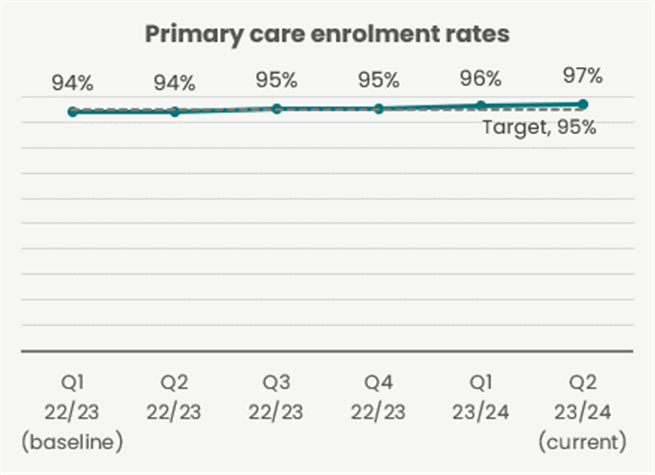 Primary care enrolment rates
94% 94% 95% 95% 96% 97%
Target, 95%
Q1 Q2 Q3 Q4 Q1 Q2
22/23 22/23 22/23 22/23 23/24 23/24
(baseline) (current)